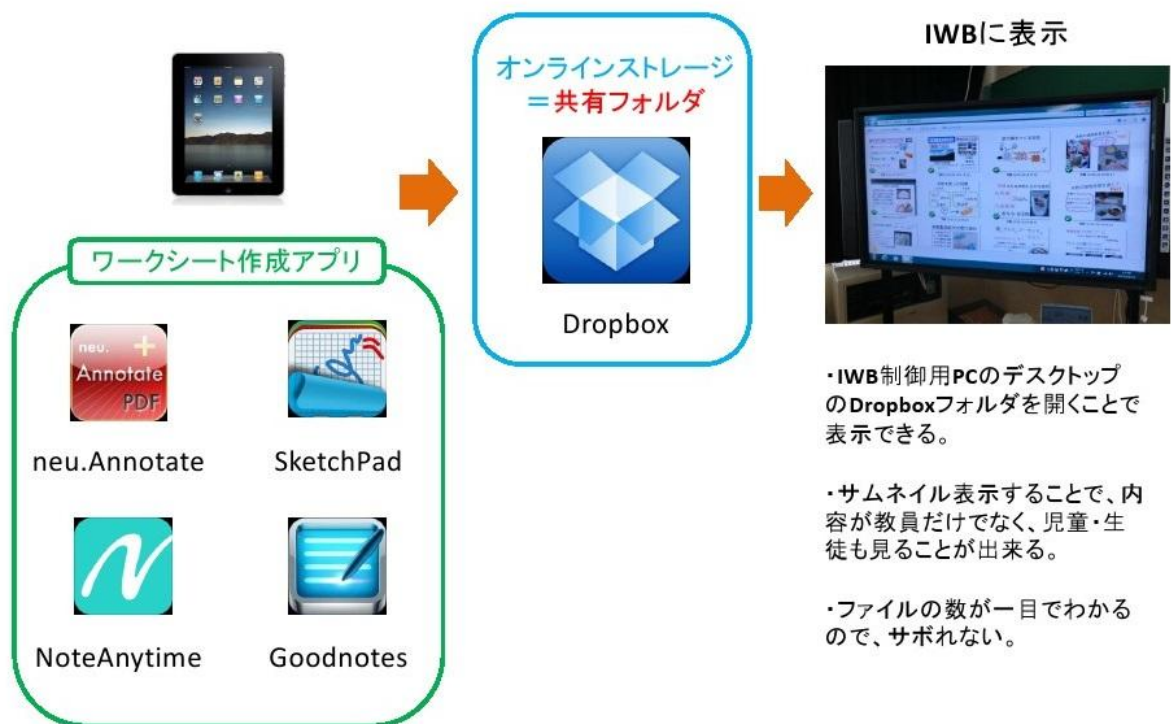 オンラインストレージ
＝共有フォルダ
Dropbox
IWBに表示
ワークシート作成アプリ
neu.
Annotate
PDF
neu.Annotate
SketchPad
NoteAnytime
Goodnotes
・IWB制御用PCのデスクトップ
のDropboxフォルダを開くことで
表示できる。
・サムネイル表示することで、内
容が教員だけでなく、児童・生
徒も見ることが出来る。
・ファイルの数が一目でわかる
ので、サボれない。